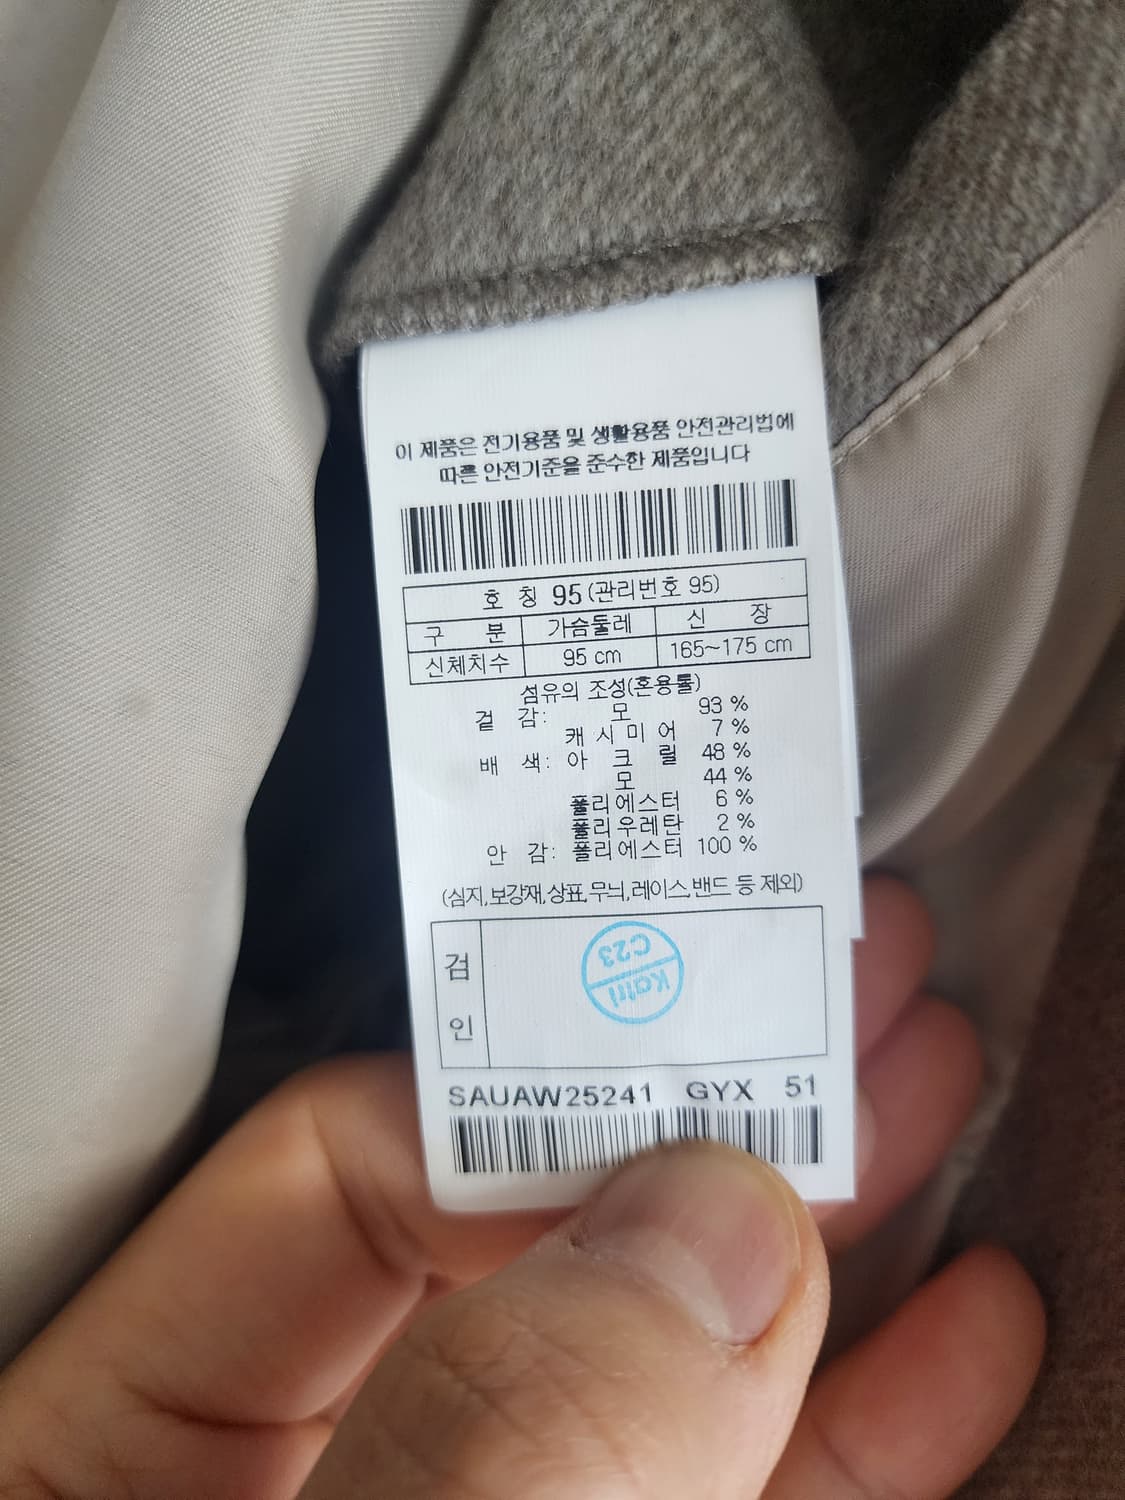 이 제품은 전기용품 및 생활용품 안전관리법에
따른 안전기준을 준수한 제품입니다
호 칭 95 (관리번호 95)
구 분 가슴둘레 신 장
신체치수 95 cm 165~175 cm
섬유의 조성(혼용률)
겉 감: 모 93 %
캐시미어 7 %
배 색: 아크릴 48 %
모 44 %
폴리에스터 6 %
폴리우레탄 2 %
안 감: 폴리에스터 100 %
(심지,보강재,상표,무늬,레이스,밴드 등 제외)
검인
C23
Katri
SAUAW25241 GYX 51